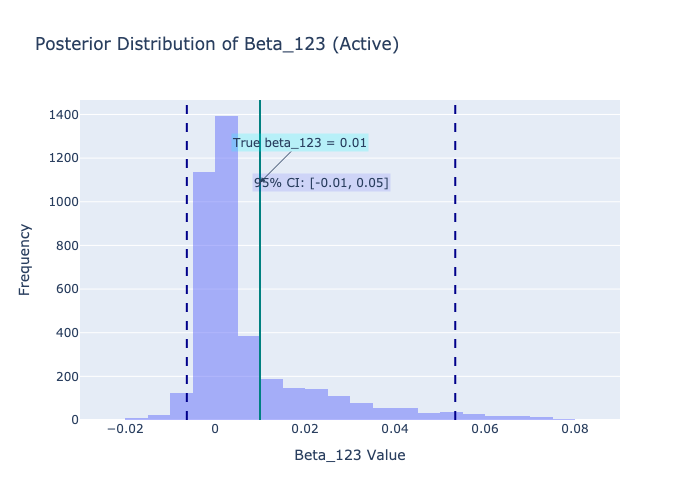 Posterior Distribution of Beta_123 (Active)
1400
True beta_123 = 0.01
1200
95% CI: [-0.01, 0.05]
1000
800
600
400
200
0
Frequency
−0.02 0 0.02 0.04 0.06 0.08
Beta_123 Value